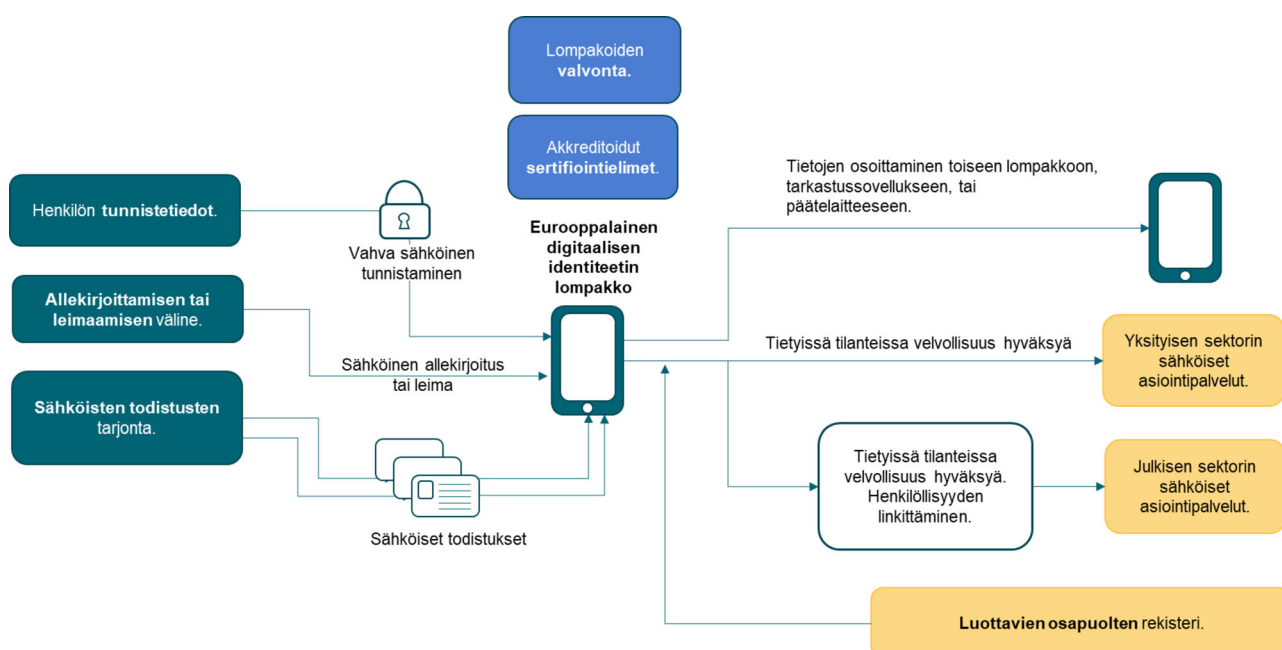 Lompakoiden
valvonta.
Akkreditoidut
sertifiointielimet.
Henkilön tunnistetiedot.
Vahva sähköinen
tunnistaminen
Eurooppalainen
digitaalisen
identiteetin
lompakko
Tietojen osoittaminen toiseen lompakkoon,
tarkastussovellukseen, tai
päätelaitteeseen.
Allekirjoittamisen tai
leimaamisen väline.
Sähköinen allekirjoitus
tai leima
Tietyissä tilanteissa velvollisuus hyväksyä
Yksityisen sektorin
sähköiset
asiointipalvelut.
Sähköisten todistusten
tarjonta.
Sähköiset todistukset
Tietyissä tilanteissa
velvollisuus hyväksyä.
Henkilöllisyyden
linkittäminen.
Julkisen sektorin
sähköiset
asiointipalvelut.
Luottavien osapuolten rekisteri.